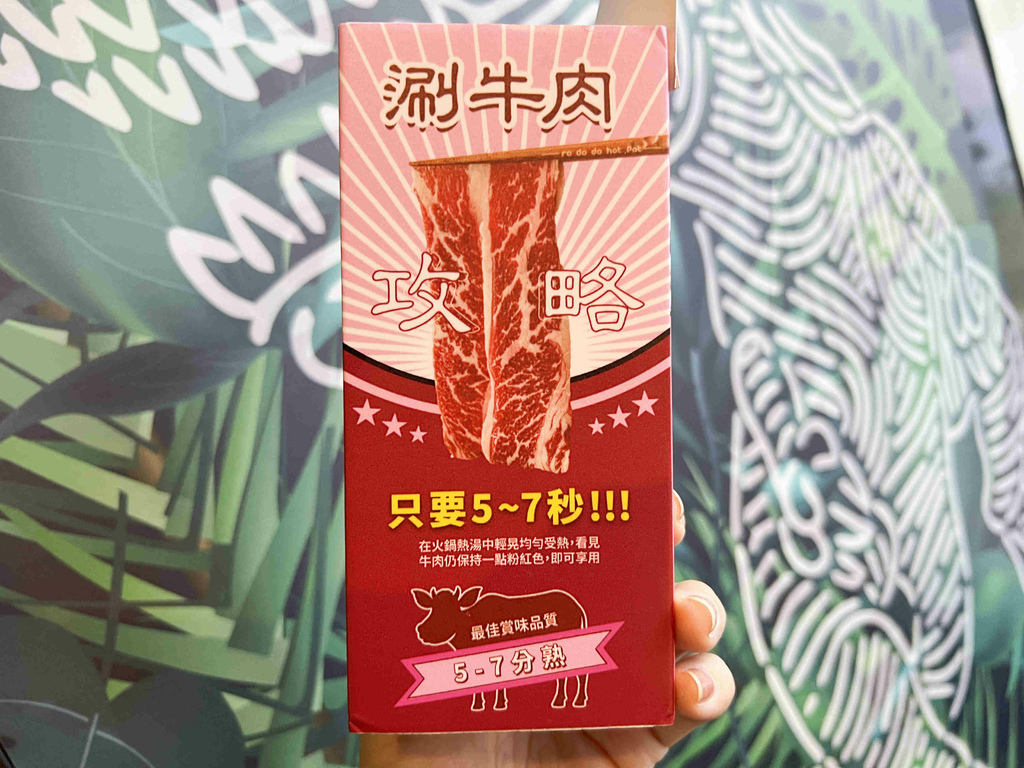 涮牛肉
ro do do hot .Pot
攻略
只要5~7秒!!!
在火鍋熱湯中輕晃均勻受熱，看見
牛肉仍保持一點粉紅色，即可享用
最佳賞味品質
5-7分熟